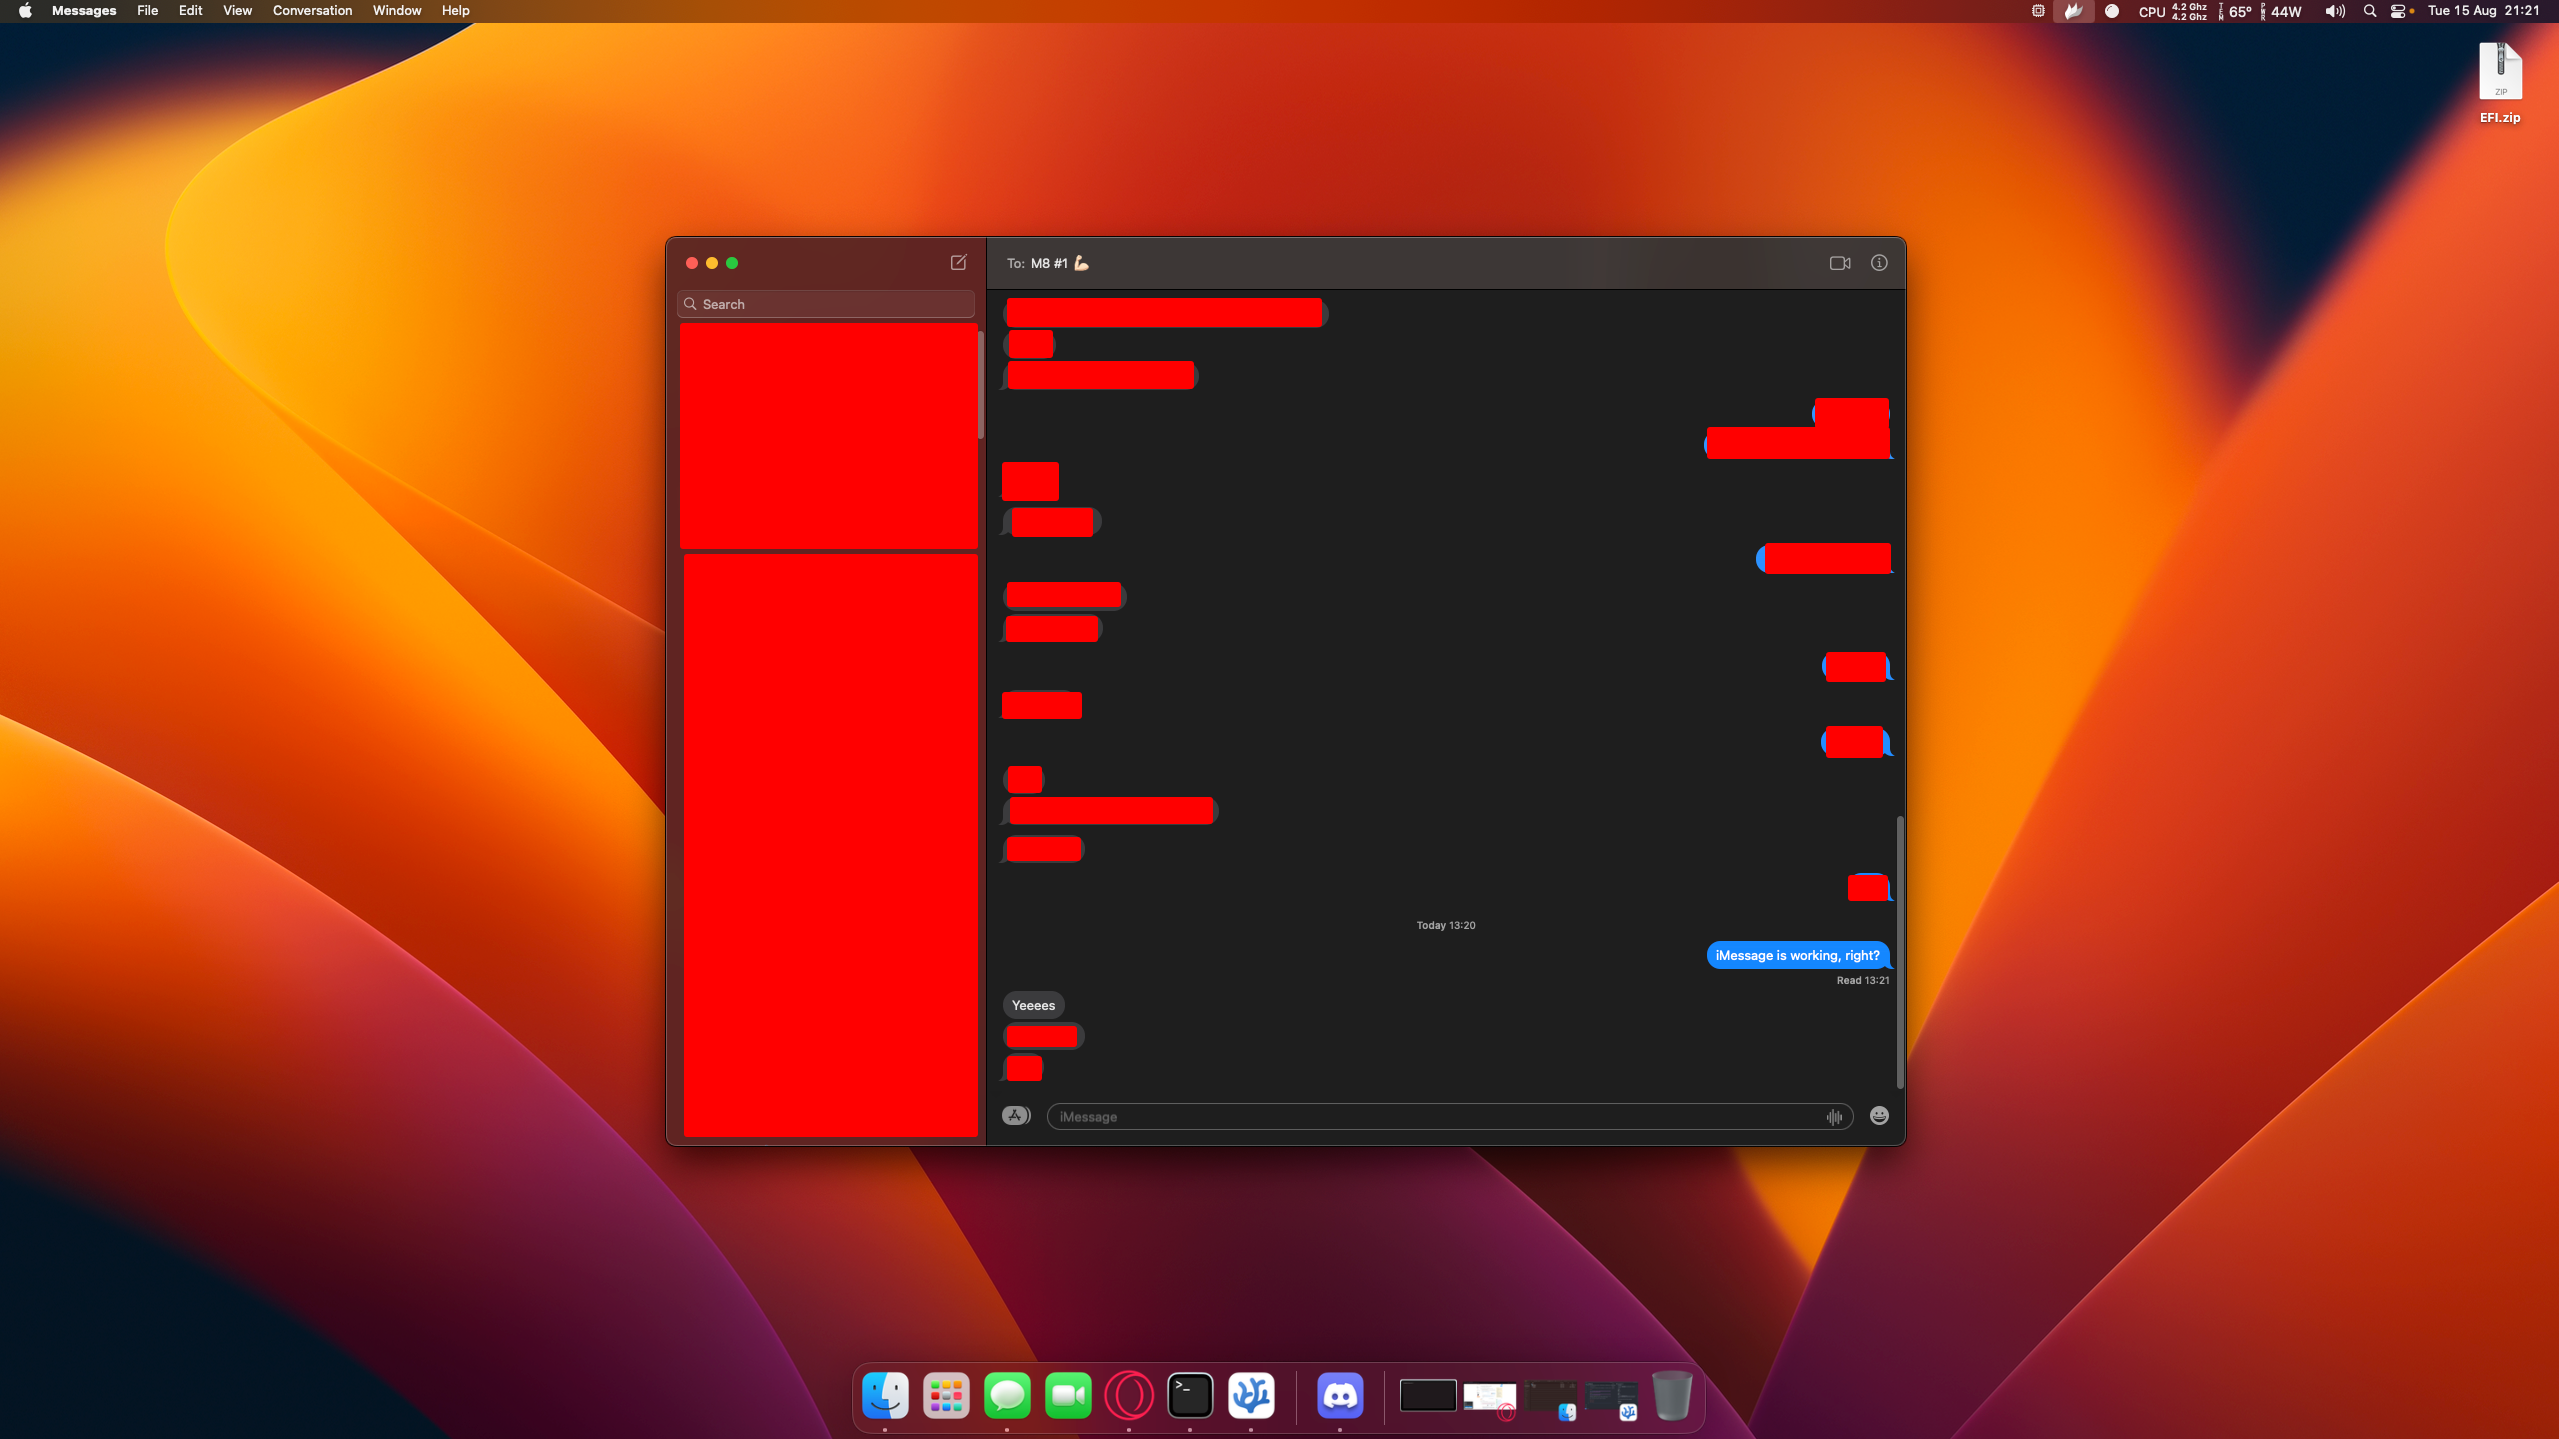 Messages File Edit View Conversation Window Help
CPU 4.2 Ghz 4.2 Ghz TEM 65° PWR 44W Tue 15 Aug 21:21
ZIP
EFI.zip
To: M8 #1 💪🏻
Search
Today 13:20
iMessage is working, right?
Read 13:21
Yeeees
iMessage
>_